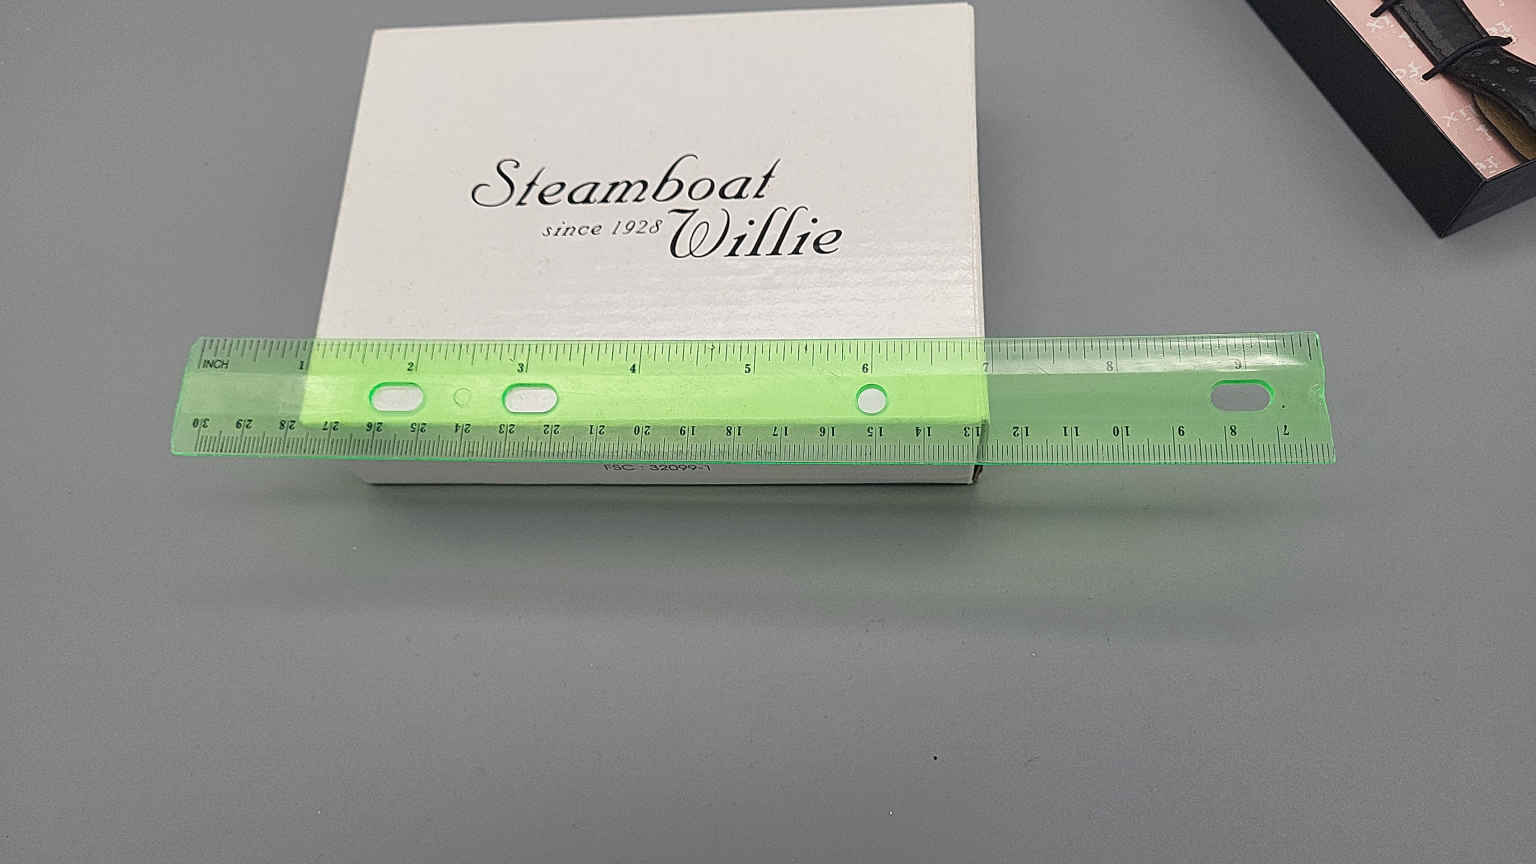 Steamboat
since 1928 Willie
INCH 1 2 3 4 5 6 7 8 9
30 29 28 27 26 25 24 23 22 21 20 19 18 17 16 15 14 13 12 11 10 9 8 7
FSC : 32099-1